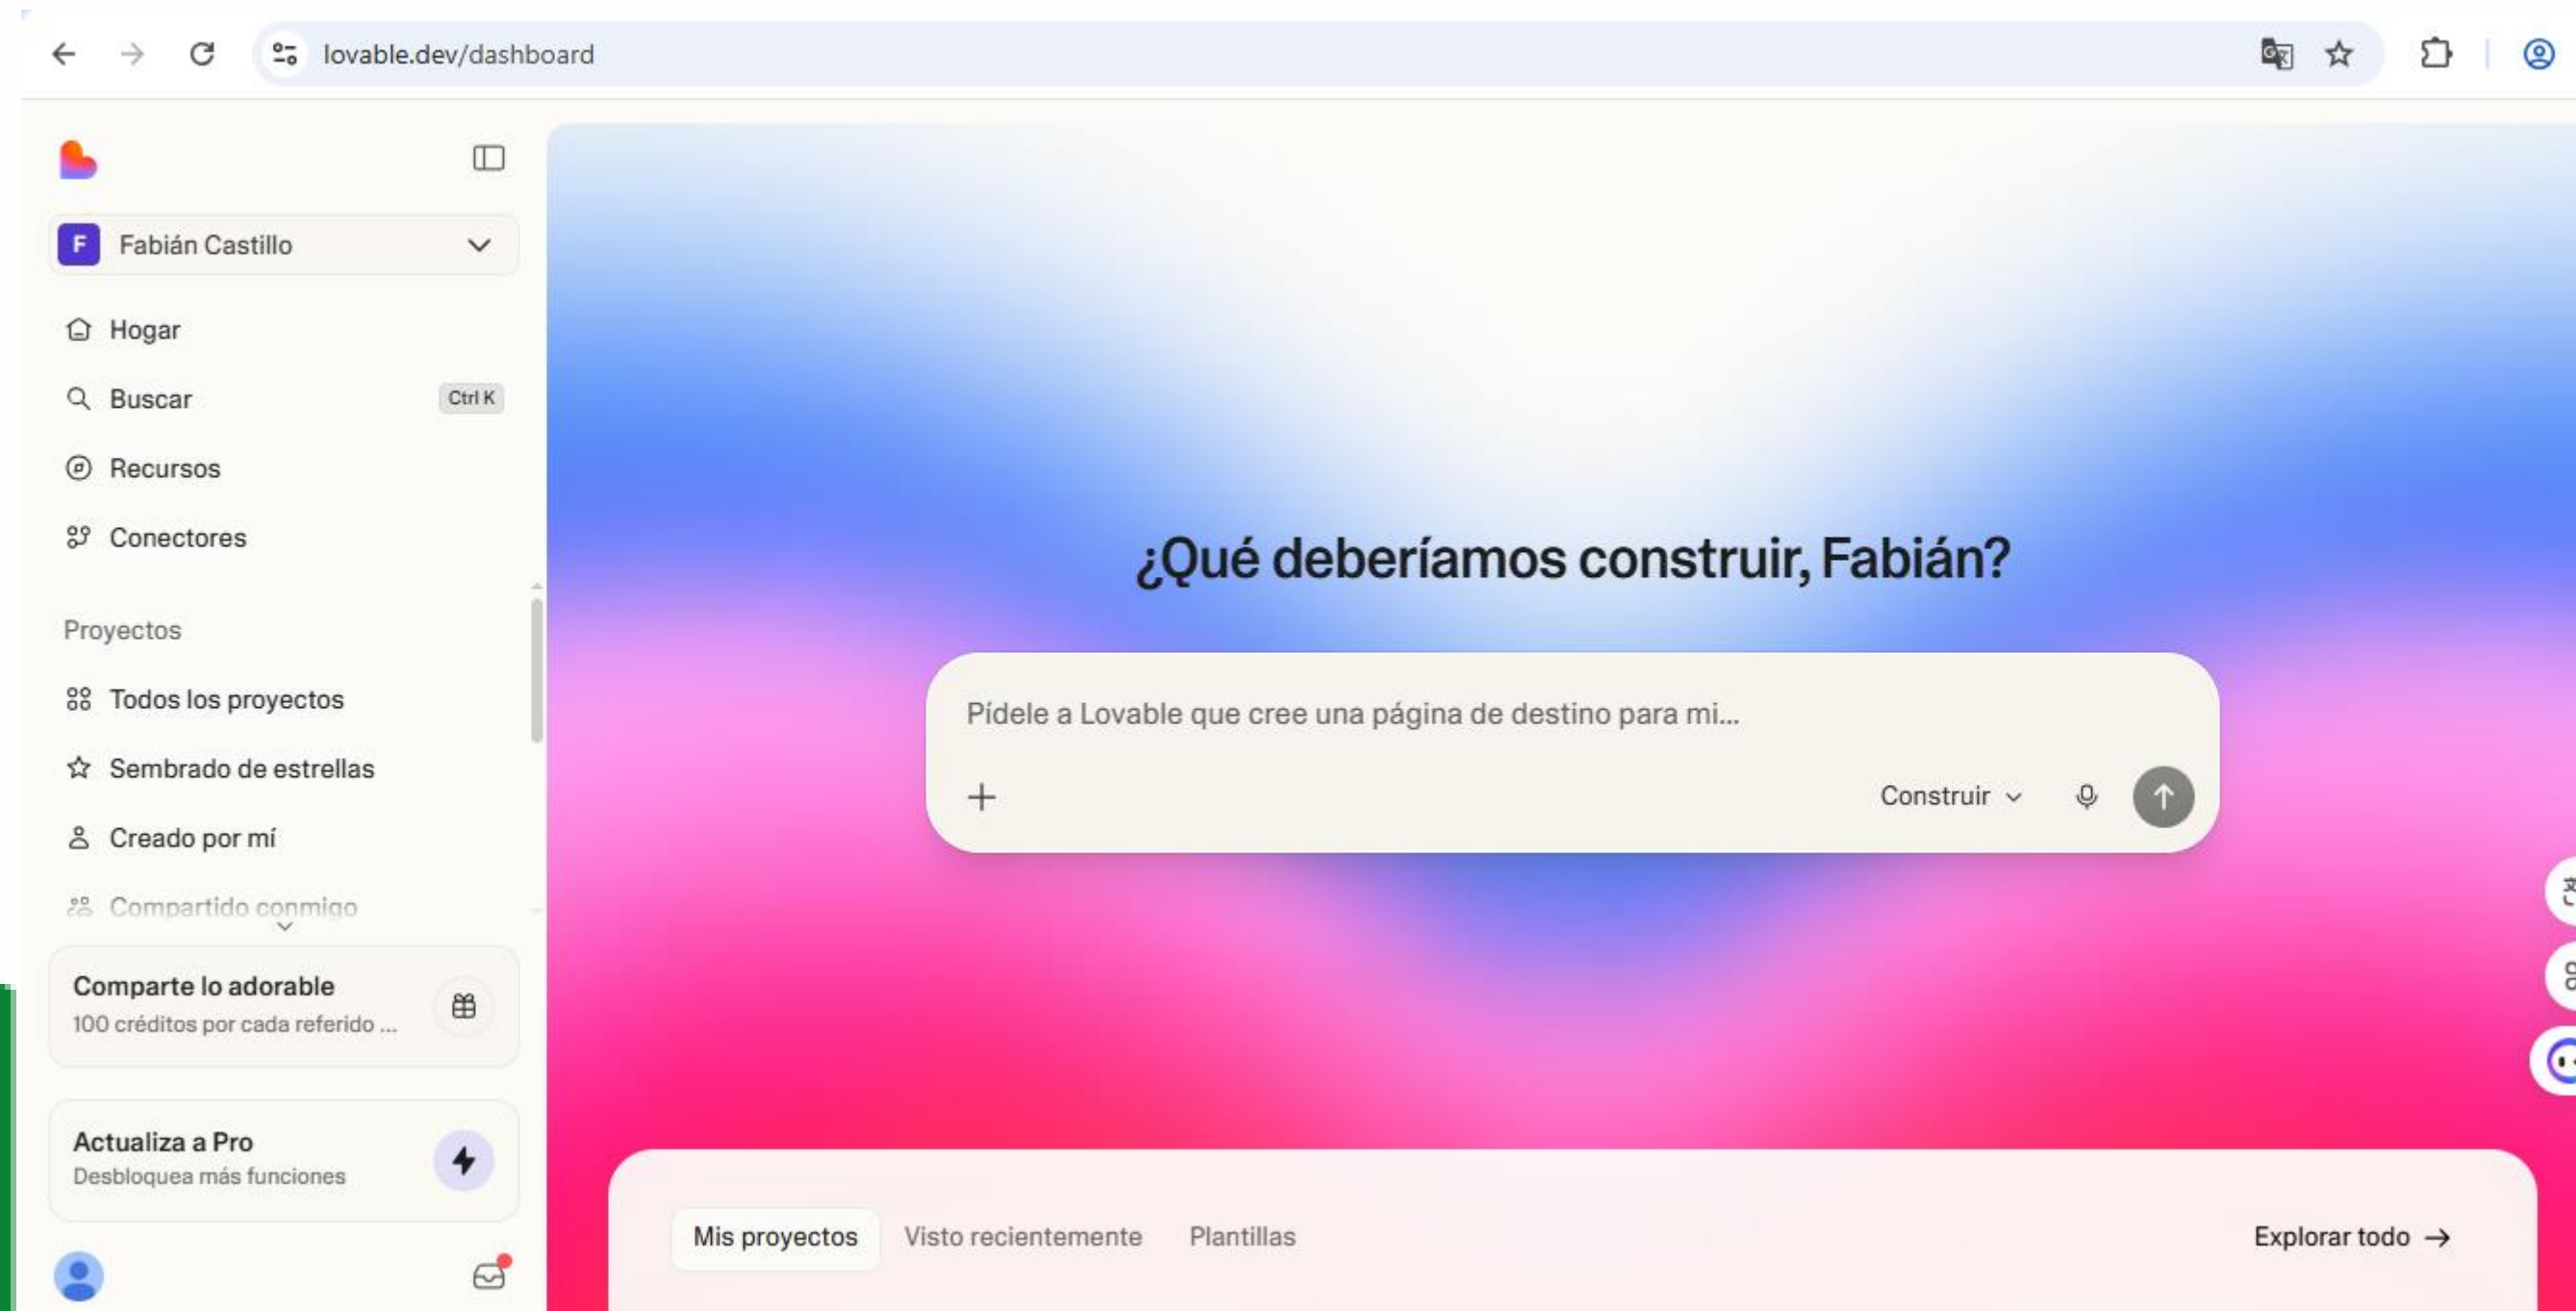 lovable.dev/dashboard
F Fabián Castillo
Hogar
Buscar Ctrl K
Recursos
Conectores
Proyectos
Todos los proyectos
Sembrado de estrellas
Creado por mí
Compartido conmigo
Comparte lo adorable
100 créditos por cada referido ...
Actualiza a Pro
Desbloquea más funciones
¿Qué deberíamos construir, Fabián?
Pídele a Lovable que cree una página de destino para mi...
Construir
Mis proyectos Visto recientemente Plantillas Explorar todo →